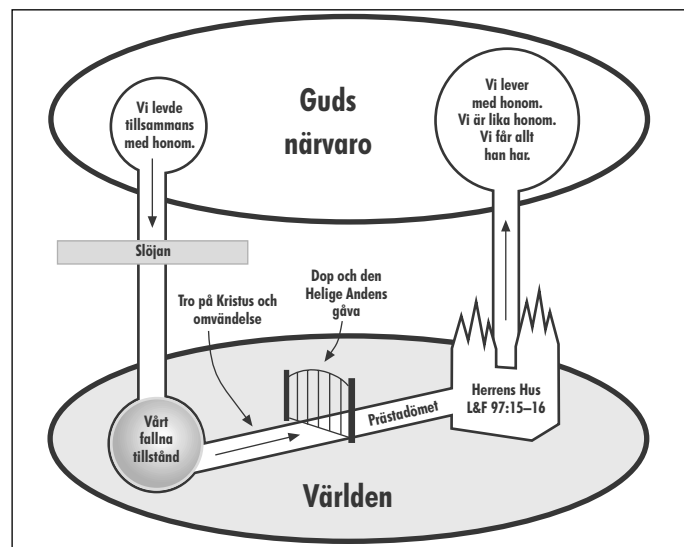 Guds
närvaro
Vi levde
tillsammans
med honom.
Vi lever
med honom.
Vi är lika honom.
Vi får allt
han har.
Slöjan
Tro på Kristus och
omvändelse
Dop och den
Helige Andens
gåva
Vårt
fallna
tillstånd
Prästadömet
Herrens Hus
L&F 97:15–16
Världen